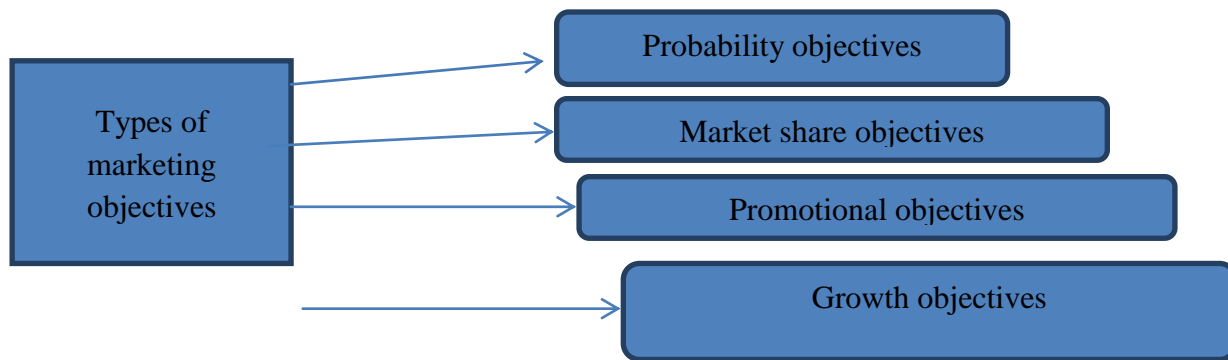 Types of
marketing
objectives
Probability objectives
Market share objectives
Promotional objectives
Growth objectives